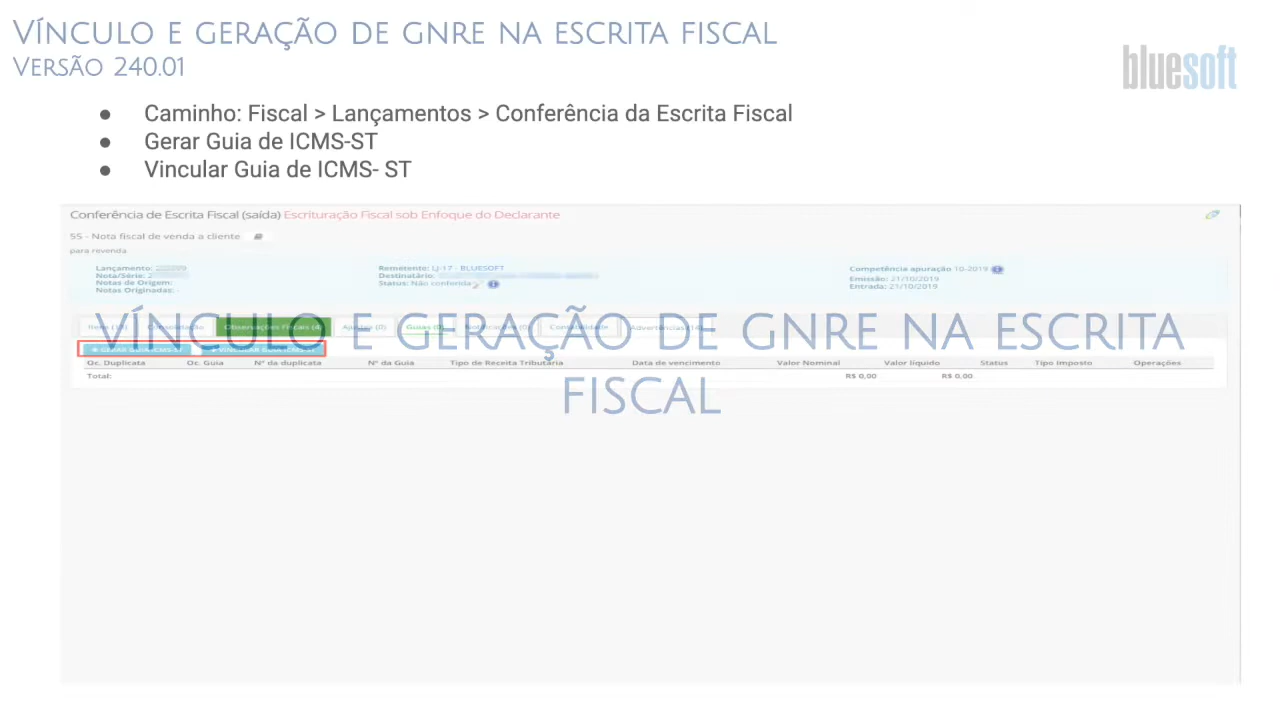 Vínculo e geração de GNRE na escrita fiscal
Versão 240.01
bluesoft
● Caminho: Fiscal > Lançamentos > Conferência da Escrita Fiscal
● Gerar Guia de ICMS-ST
● Vincular Guia de ICMS- ST
Conferência de Escrita Fiscal (saída) Escrituração Fiscal sob Enfoque do Declarante
55 - Nota fiscal de venda a cliente
para revenda
Lançamento:
Remetente: LJ-17 - BLUESOFT
Competência apuração 10-2019
Nota/Série: 2
Destinatário:
Emissão: 21/10/2019
Notas de Origem:
Status: Não conferida
Entrada: 21/10/2019
Notas Originadas: -
Consolidação Observações Fiscais (4) Ajustes (0) Guias (0) Contabilidade Advertências
Vínculo e geração de GNRE na escrita
fiscal
Oc. Duplicata Oc. Guia Nº da duplicata Nº da Guia Tipo de Receita Tributária Data de vencimento Valor Nominal Valor líquido Status Tipo imposto Operações
Total: R$ 0,00 R$ 0,00